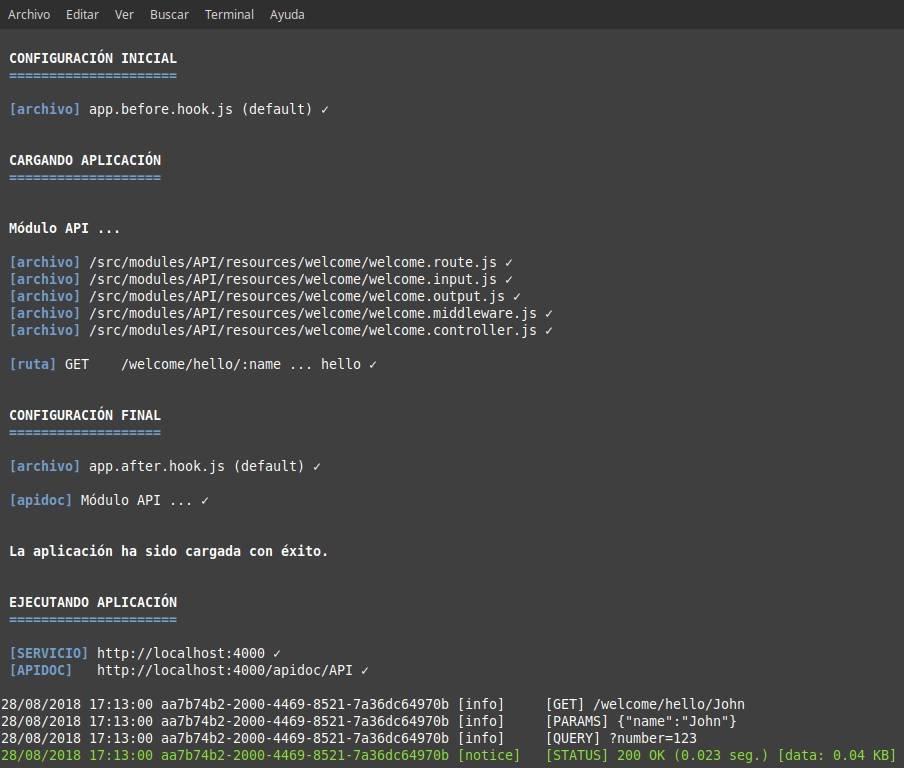 Archivo Editar Ver Buscar Terminal Ayuda
CONFIGURACIÓN INICIAL
=====================
[archivo] app.before.hook.js (default) ✓
CARGANDO APLICACIÓN
===================
Módulo API ...
[archivo] /src/modules/API/resources/welcome/welcome.route.js ✓
[archivo] /src/modules/API/resources/welcome/welcome.input.js ✓
[archivo] /src/modules/API/resources/welcome/welcome.output.js ✓
[archivo] /src/modules/API/resources/welcome/welcome.middleware.js ✓
[archivo] /src/modules/API/resources/welcome/welcome.controller.js ✓
[ruta] GET    /welcome/hello/:name ... hello ✓
CONFIGURACIÓN FINAL
===================
[archivo] app.after.hook.js (default) ✓
[apidoc] Módulo API ... ✓
La aplicación ha sido cargada con éxito.
EJECUTANDO APLICACIÓN
=====================
[SERVICIO] http://localhost:4000 ✓
[APIDOC]   http://localhost:4000/apidoc/API ✓
28/08/2018 17:13:00 aa7b74b2-2000-4469-8521-7a36dc64970b [info]     [GET] /welcome/hello/John
28/08/2018 17:13:00 aa7b74b2-2000-4469-8521-7a36dc64970b [info]     [PARAMS] {"name":"John"}
28/08/2018 17:13:00 aa7b74b2-2000-4469-8521-7a36dc64970b [info]     [QUERY] ?number=123
28/08/2018 17:13:00 aa7b74b2-2000-4469-8521-7a36dc64970b [notice]   [STATUS] 200 OK (0.023 seg.) [data: 0.04 KB]